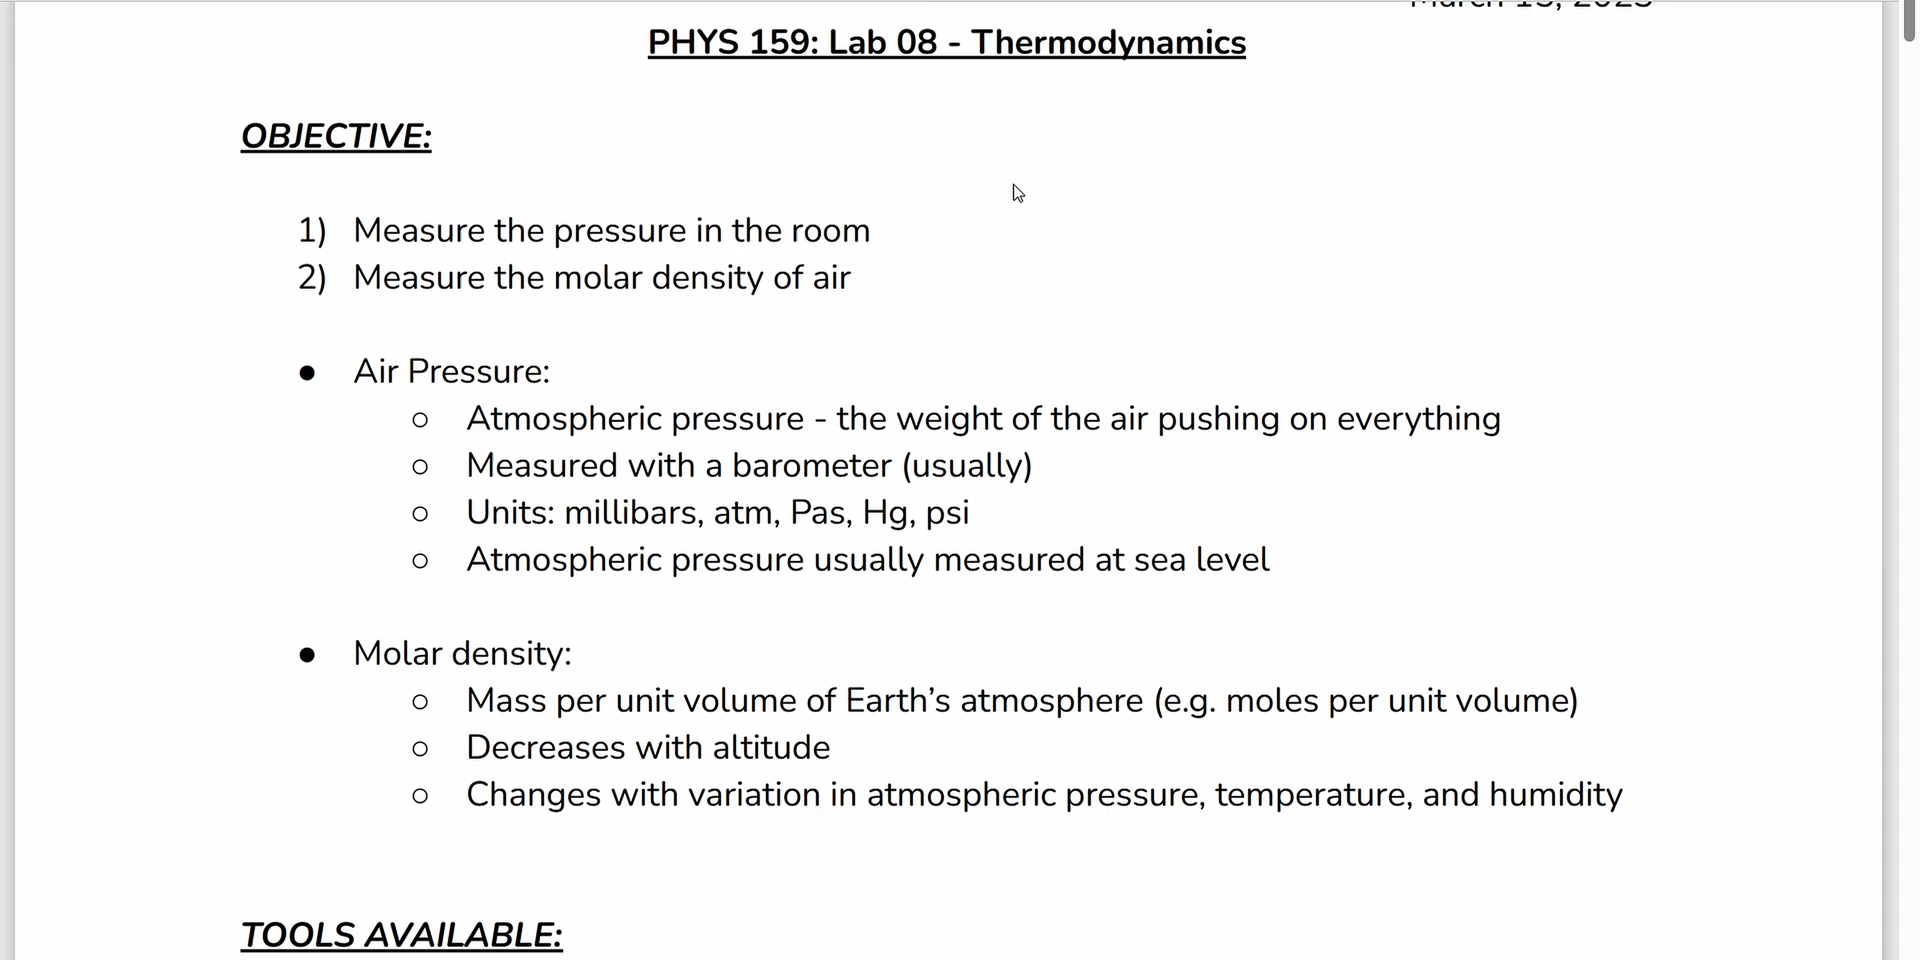 PHYS 159: Lab 08 - Thermodynamics
OBJECTIVE:
1) Measure the pressure in the room
2) Measure the molar density of air
● Air Pressure:
○ Atmospheric pressure - the weight of the air pushing on everything
○ Measured with a barometer (usually)
○ Units: millibars, atm, Pas, Hg, psi
○ Atmospheric pressure usually measured at sea level
● Molar density:
○ Mass per unit volume of Earth’s atmosphere (e.g. moles per unit volume)
○ Decreases with altitude
○ Changes with variation in atmospheric pressure, temperature, and humidity
TOOLS AVAILABLE: